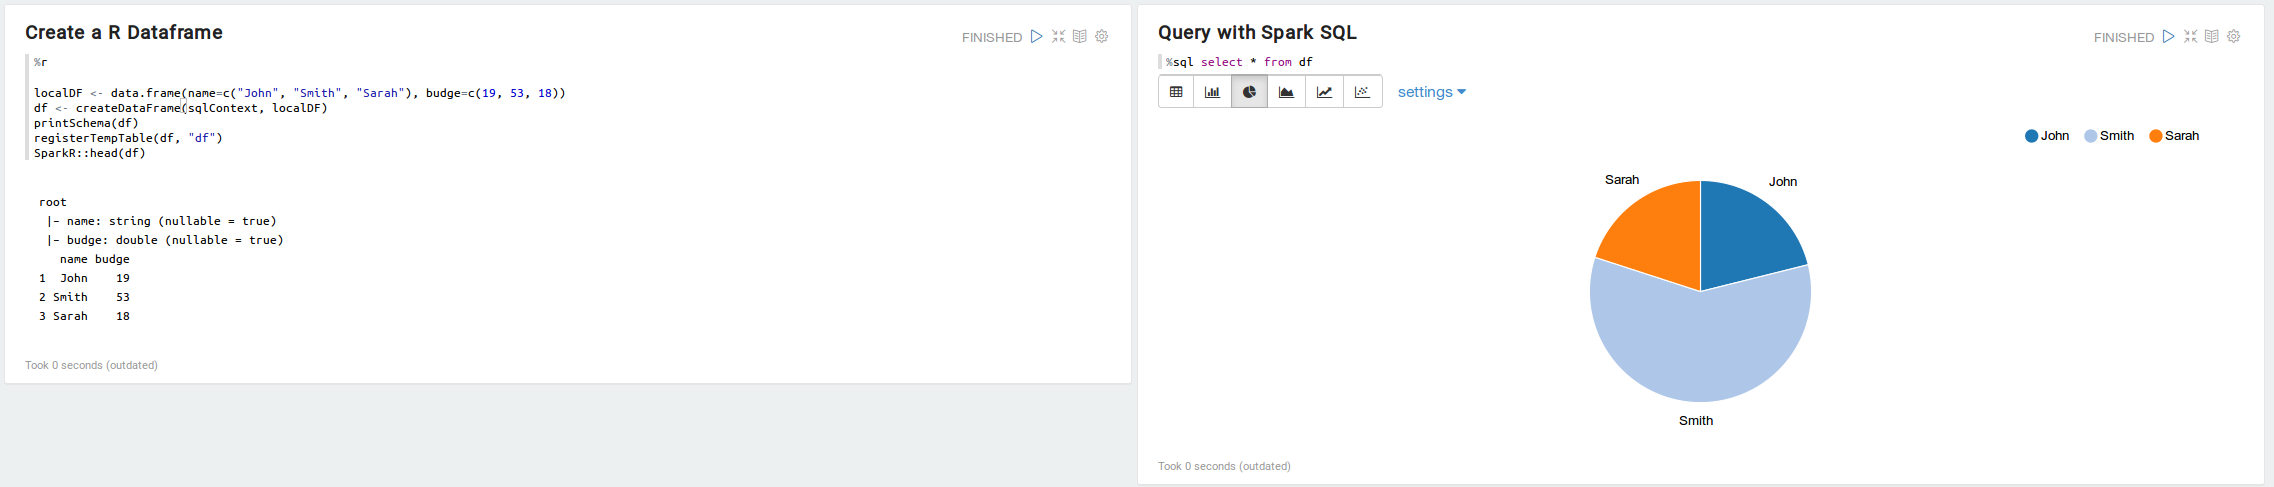 Create a R Dataframe
FINISHED
%r
localDF <- data.frame(name=c("John", "Smith", "Sarah"), budge=c(19, 53, 18))
df <- createDataFrame(sqlContext, localDF)
printSchema(df)
registerTempTable(df, "df")
SparkR::head(df)
root
|- name: string (nullable = true)
|- budge: double (nullable = true)
name budge
1 John 19
2 Smith 53
3 Sarah 18
Took 0 seconds (outdated)
Query with Spark SQL
FINISHED
%sql select * from df
settings
John Smith Sarah
Sarah
John
Smith
Took 0 seconds (outdated)